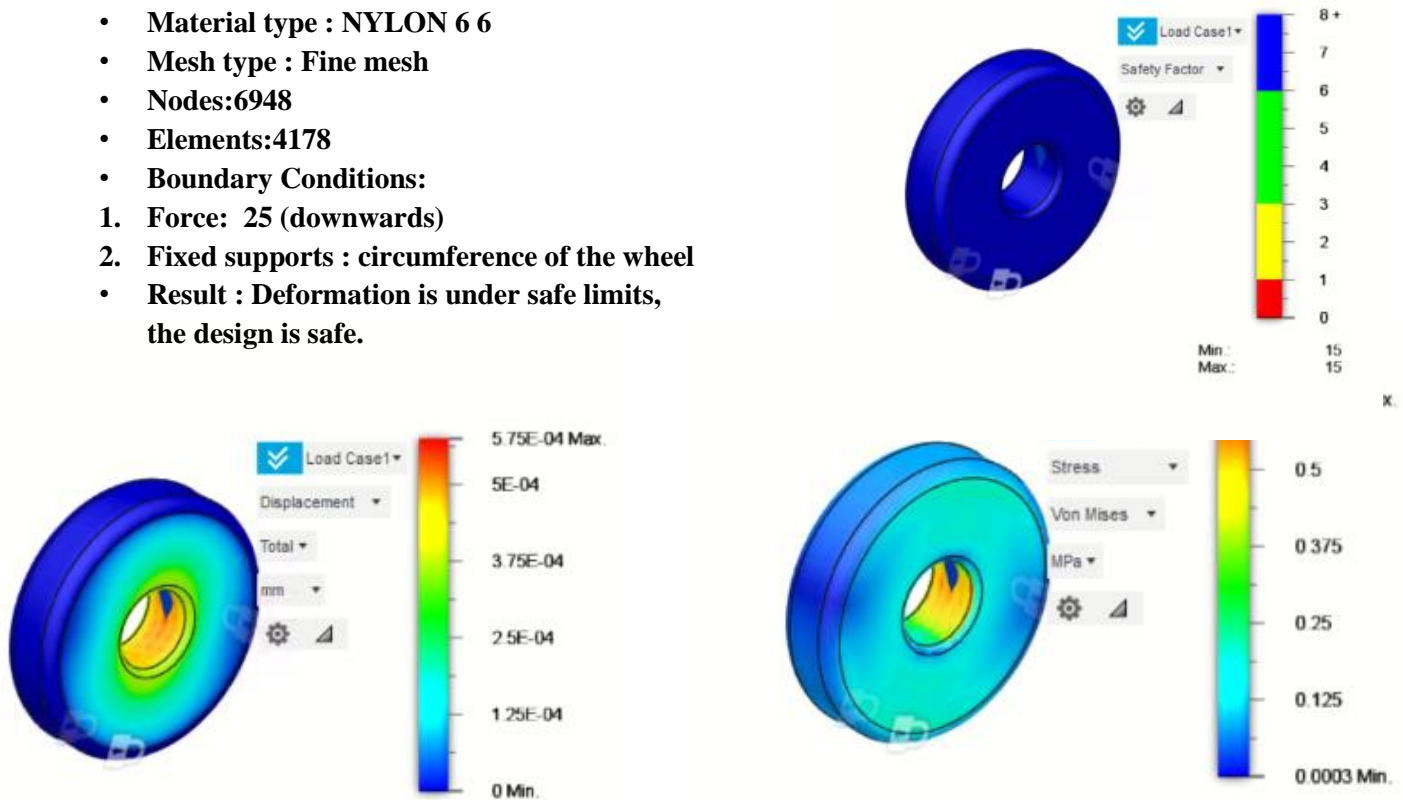 • Material type : NYLON 6 6
• Mesh type : Fine mesh
• Nodes:6948
• Elements:4178
• Boundary Conditions:
1. Force: 25 (downwards)
2. Fixed supports : circumference of the wheel
• Result : Deformation is under safe limits,
the design is safe.
Load Case1
Safety Factor
8+
7
6
5
4
3
2
1
0
Min.: 15
Max.: 15
x.
Load Case1
Displacement
Total
mm
5.75E-04 Max.
5E-04
3.75E-04
2.5E-04
1.25E-04
0 Min.
Stress
Von Mises
MPa
0.5
0.375
0.25
0.125
0.0003 Min.